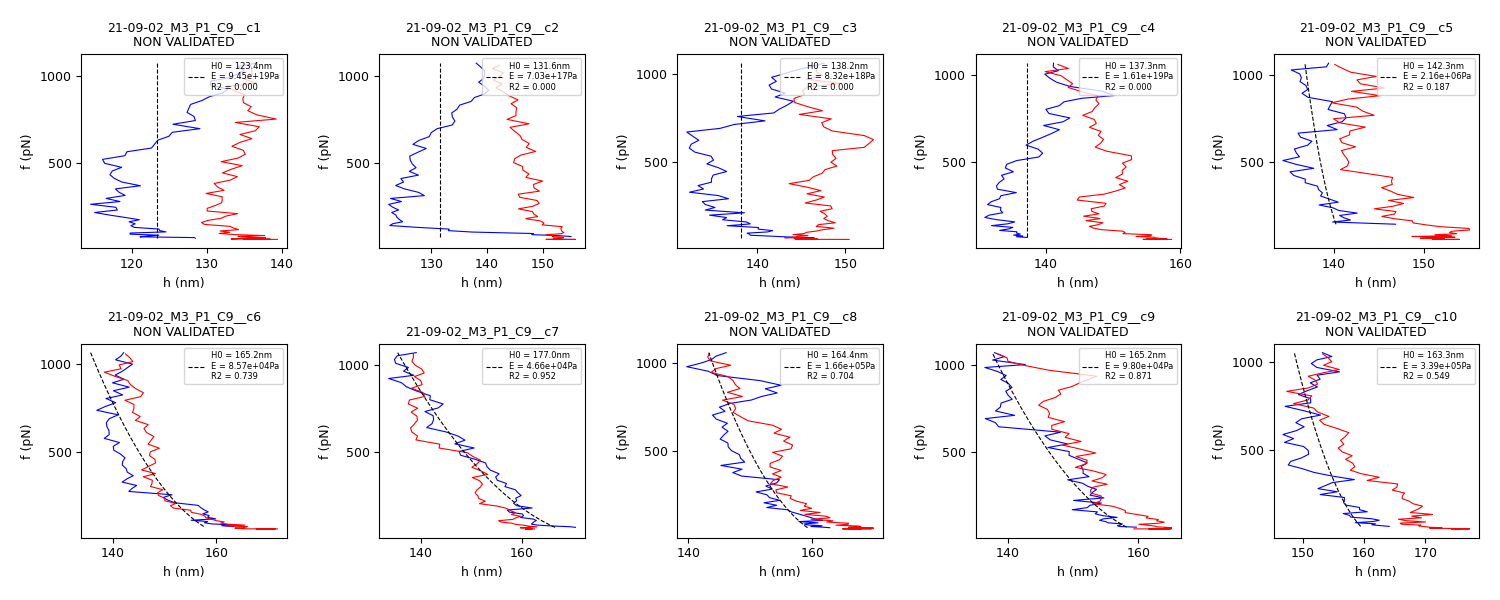 21-09-02_M3_P1_C9__c1
NON VALIDATED
H0 = 123.4nm
E = 9.45e+19Pa
R2 = 0.000
1000
500
f (pN)
120
130
140
h (nm)
21-09-02_M3_P1_C9__c2
NON VALIDATED
H0 = 131.6nm
E = 7.03e+17Pa
R2 = 0.000
1000
500
f (pN)
130
140
150
h (nm)
21-09-02_M3_P1_C9__c3
NON VALIDATED
H0 = 138.2nm
E = 8.32e+18Pa
R2 = 0.000
1000
500
f (pN)
140
150
h (nm)
21-09-02_M3_P1_C9__c4
NON VALIDATED
H0 = 137.3nm
E = 1.61e+19Pa
R2 = 0.000
1000
500
f (pN)
140
150
160
h (nm)
21-09-02_M3_P1_C9__c5
NON VALIDATED
H0 = 142.3nm
E = 2.16e+06Pa
R2 = 0.187
1000
500
f (pN)
140
150
h (nm)
21-09-02_M3_P1_C9__c6
NON VALIDATED
H0 = 165.2nm
E = 8.57e+04Pa
R2 = 0.739
1000
500
f (pN)
140
160
h (nm)
21-09-02_M3_P1_C9__c7
H0 = 177.0nm
E = 4.66e+04Pa
R2 = 0.952
1000
500
f (pN)
140
160
h (nm)
21-09-02_M3_P1_C9__c8
NON VALIDATED
H0 = 164.4nm
E = 1.66e+05Pa
R2 = 0.704
1000
500
f (pN)
140
160
h (nm)
21-09-02_M3_P1_C9__c9
NON VALIDATED
H0 = 165.2nm
E = 9.80e+04Pa
R2 = 0.871
1000
500
f (pN)
140
160
h (nm)
21-09-02_M3_P1_C9__c10
NON VALIDATED
H0 = 163.3nm
E = 3.39e+05Pa
R2 = 0.549
1000
500
f (pN)
150
160
170
h (nm)